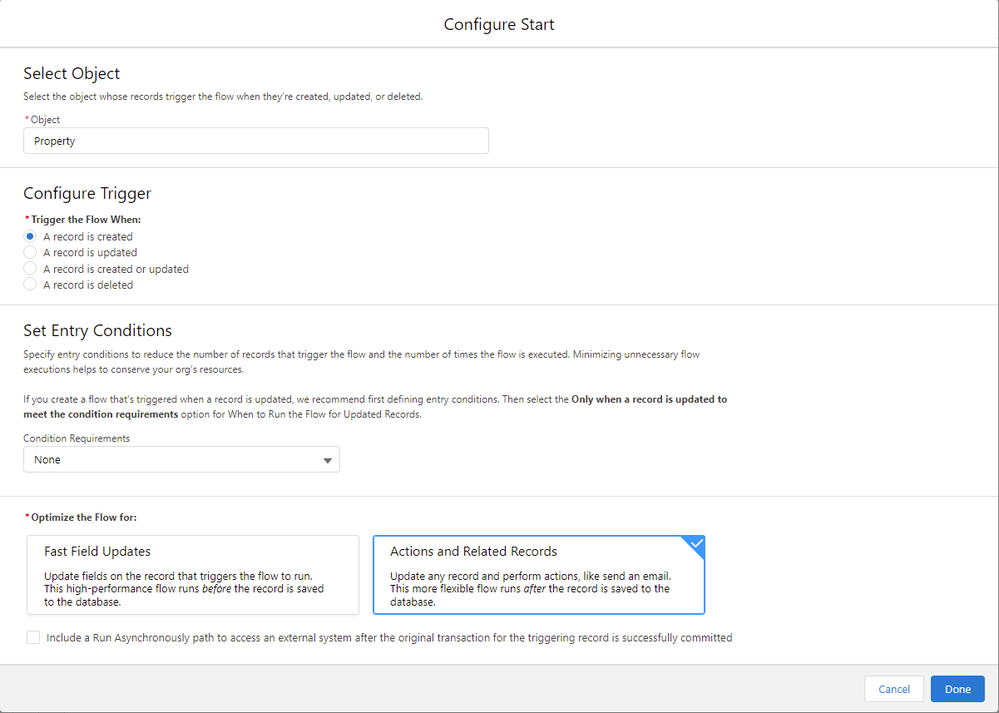 Configure Start
Select Object
Select the object whose records trigger the flow when they're created, updated, or deleted.
*Object
Property
Configure Trigger
*Trigger the Flow When:
A record is created
A record is updated
A record is created or updated
A record is deleted
Set Entry Conditions
Specify entry conditions to reduce the number of records that trigger the flow and the number of times the flow is executed. Minimizing unnecessary flow
executions helps to conserve your org's resources.
If you create a flow that's triggered when a record is updated, we recommend first defining entry conditions. Then select the Only when a record is updated to
meet the condition requirements option for When to Run the Flow for Updated Records.
Condition Requirements
None
*Optimize the Flow for:
Fast Field Updates
Update fields on the record that triggers the flow to run.
This high-performance flow runs before the record is saved
to the database.
Actions and Related Records
Update any record and perform actions, like send an email.
This more flexible flow runs after the record is saved to the
database.
Include a Run Asynchronously path to access an external system after the original transaction for the triggering record is successfully committed
Cancel
Done